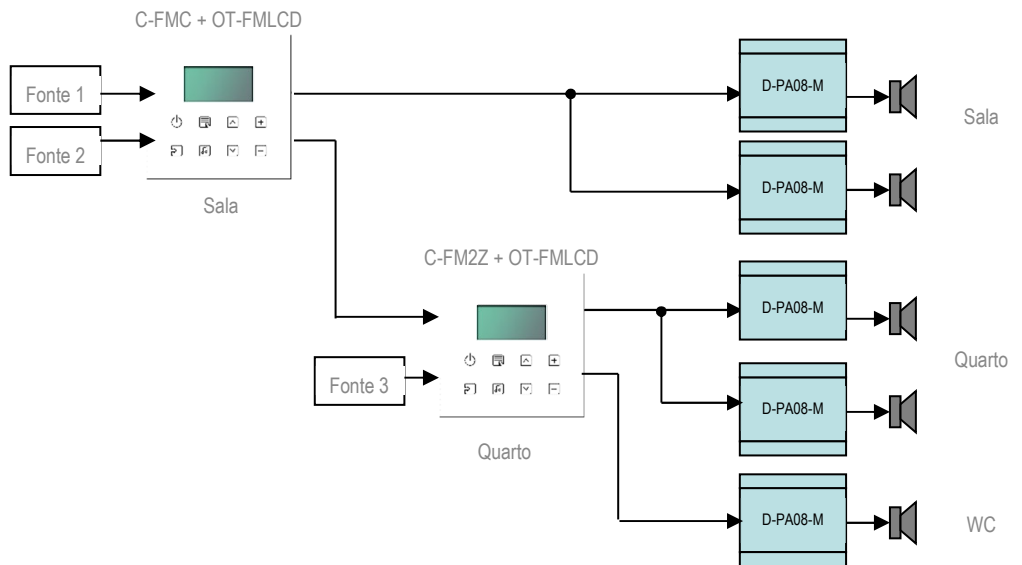 C-FMC + OT-FMLCD
Fonte 1
Fonte 2
Sala
D-PA08-M
Sala
D-PA08-M
C-FM2Z + OT-FMLCD
Fonte 3
Quarto
D-PA08-M
Quarto
D-PA08-M
D-PA08-M
WC